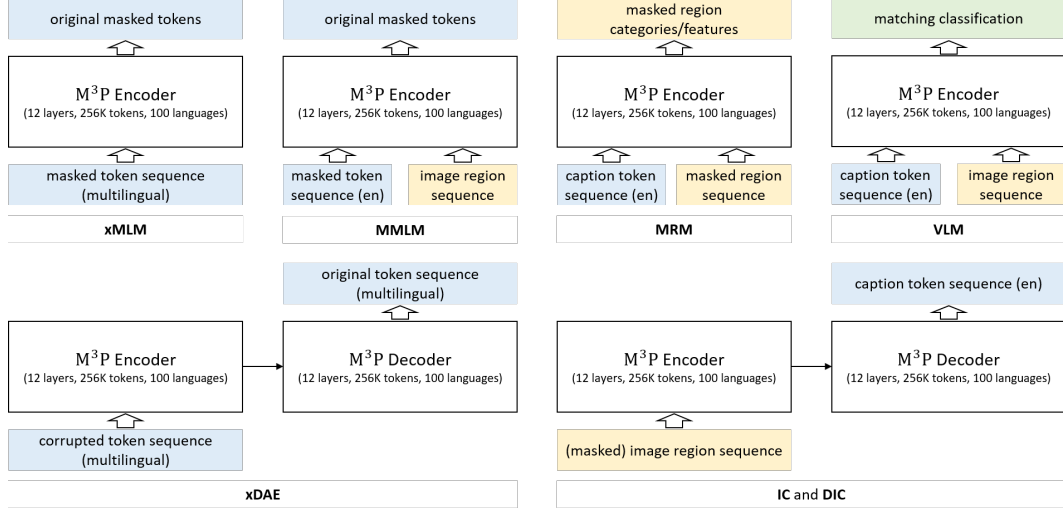 original masked tokens
M³P Encoder
(12 layers, 256K tokens, 100 languages)
masked token sequence
(multilingual)
xMLM
original masked tokens
M³P Encoder
(12 layers, 256K tokens, 100 languages)
masked token
sequence (en)
image region
sequence
MMLM
masked region
categories/features
M³P Encoder
(12 layers, 256K tokens, 100 languages)
caption token
sequence (en)
masked region
sequence
MRM
matching classification
M³P Encoder
(12 layers, 256K tokens, 100 languages)
caption token
sequence (en)
image region
sequence
VLM
M³P Encoder
(12 layers, 256K tokens, 100 languages)
corrupted token sequence
(multilingual)
original token sequence
(multilingual)
M³P Decoder
(12 layers, 256K tokens, 100 languages)
xDAE
M³P Encoder
(12 layers, 256K tokens, 100 languages)
(masked) image region sequence
caption token sequence (en)
M³P Decoder
(12 layers, 256K tokens, 100 languages)
IC and DIC